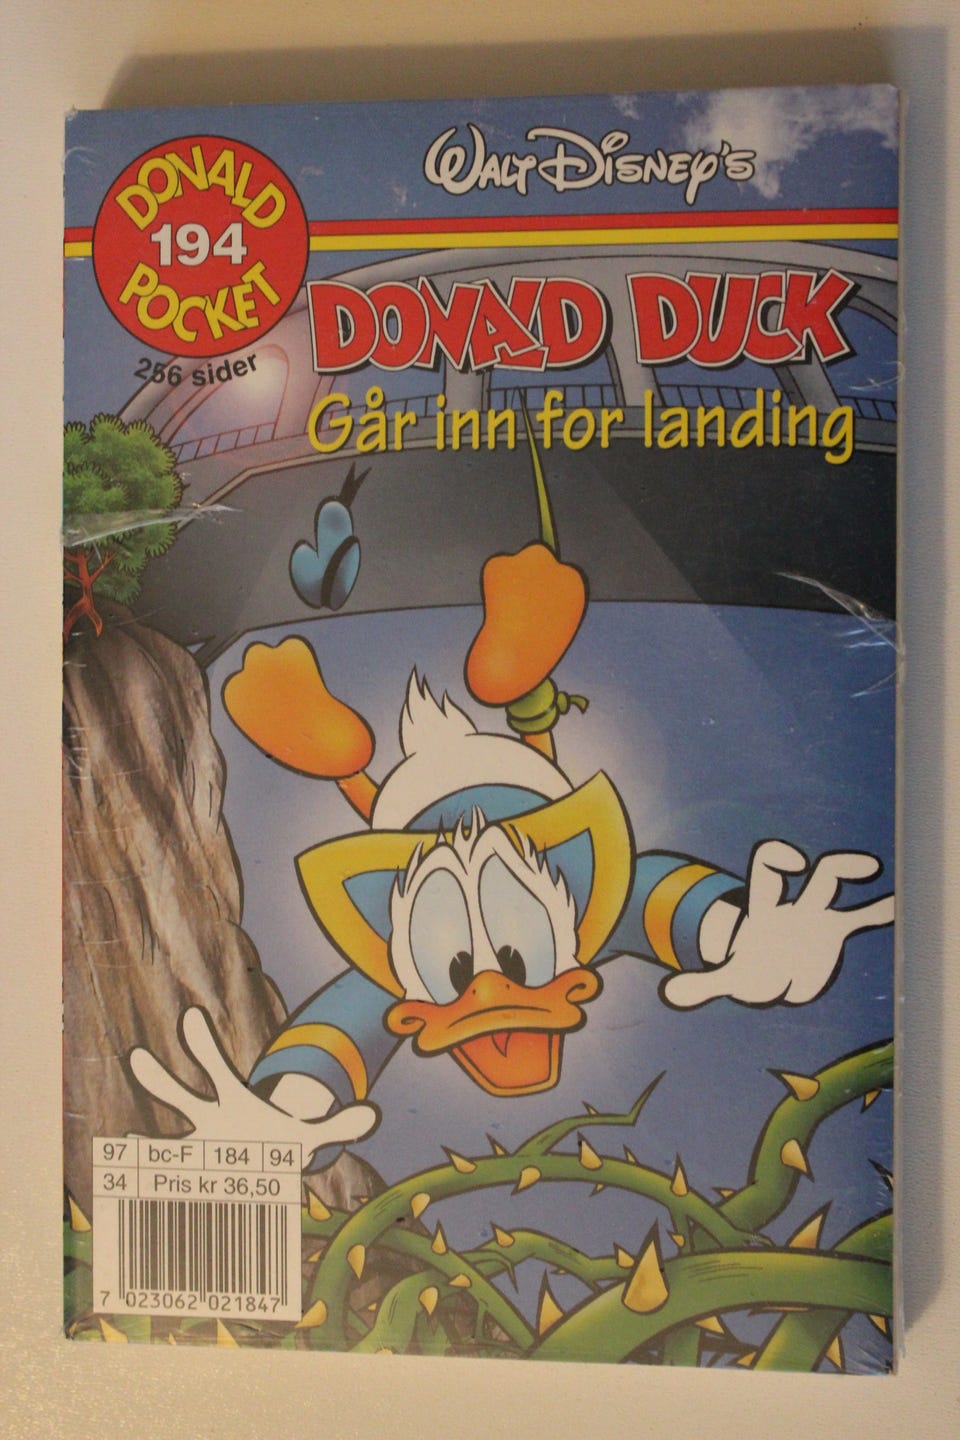 WALT DISNEY'S
DONALD
194
POCKET
256 sider
DONALD DUCK
Går inn for landing
97 bc-F 184 94
34 Pris kr 36,50
7 023062 021847